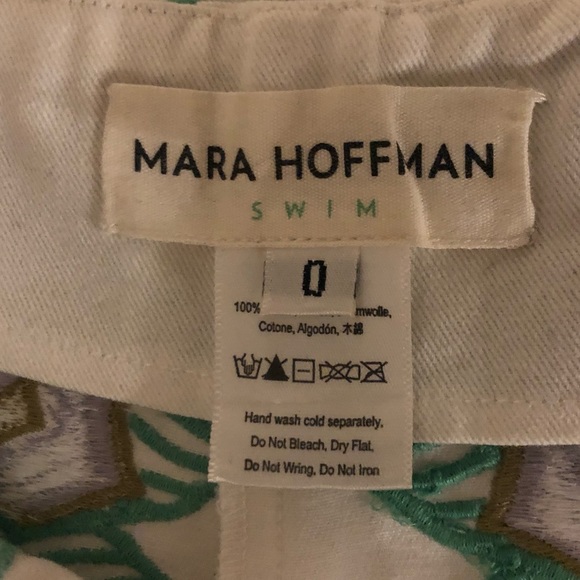 MARA HOFFMAN
SWIM
0
100% mwolle,
Cotone, Algodón, 木綿
Hand wash cold separately,
Do Not Bleach, Dry Flat,
Do Not Wring, Do Not Iron